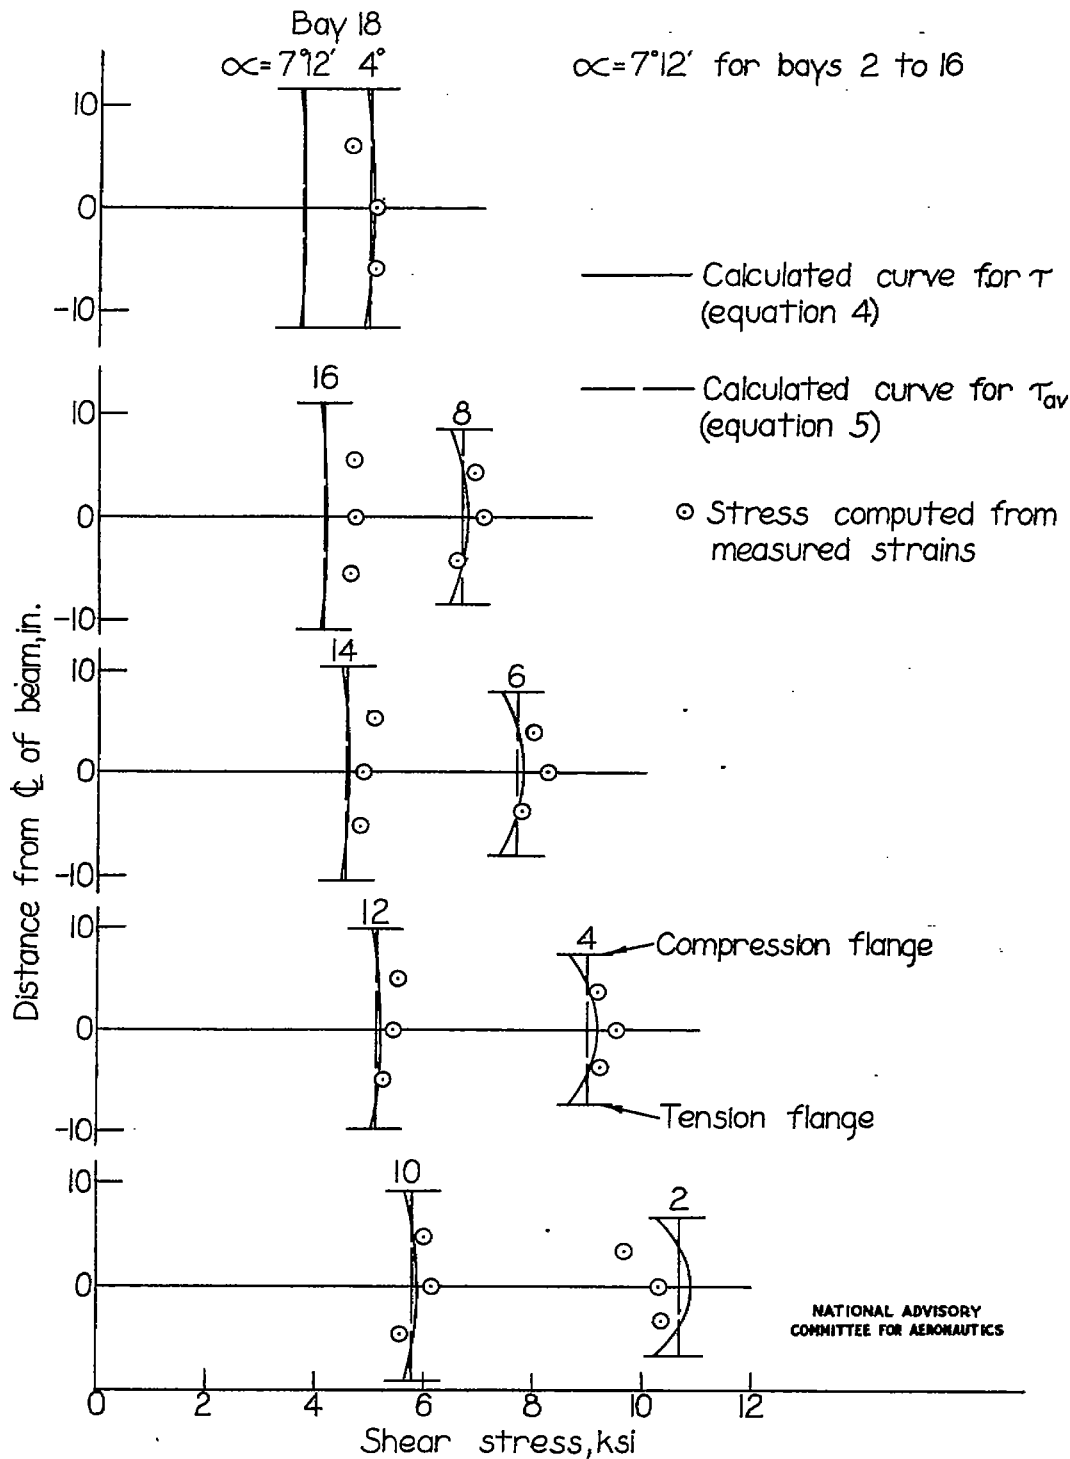 Bay 18
∝=7°12′ 4°
∝=7°12′ for bays 2 to 16
10
0
-10
Calculated curve for τ
(equation 4)
16
8
10
0
-10
Calculated curve for τav
(equation 5)
⊙ Stress computed from
measured strains
14
6
10
0
-10
Distance from ℄ of beam,in.
12
4
Compression flange
10
0
-10
Tension flange
10
2
10
0
NATIONAL ADVISORY
COMMITTEE FOR AERONAUTICS
0 2 4 6 8 10 12
Shear stress,ksi